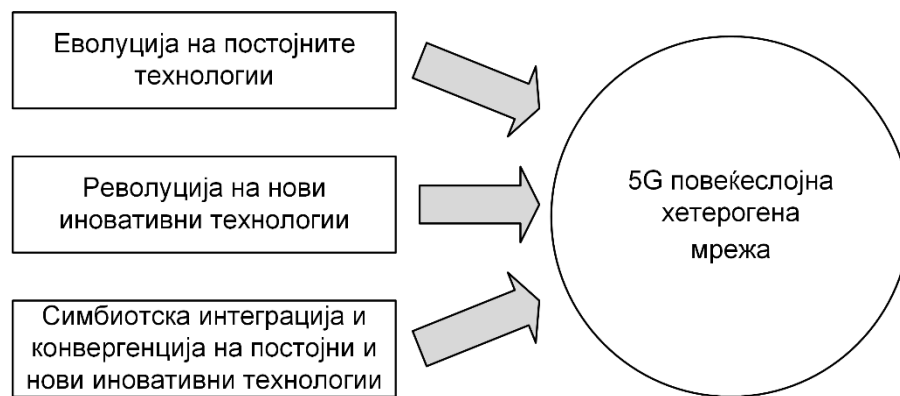 Еволуција на постојните
технологии
Револуција на нови
иновативни технологии
Симбиотска интеграција и
конвергенција на постојни и
нови иновативни технологии
5G повеќеслојна
хетерогена
мрежа